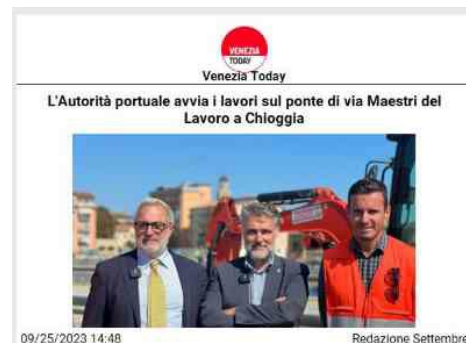 VENEZIA
TODAY
Venezia Today
L'Autorità portuale avvia i lavori sul ponte di via Maestri del
Lavoro a Chioggia
09/25/2023 14:48
Redazione Settembre